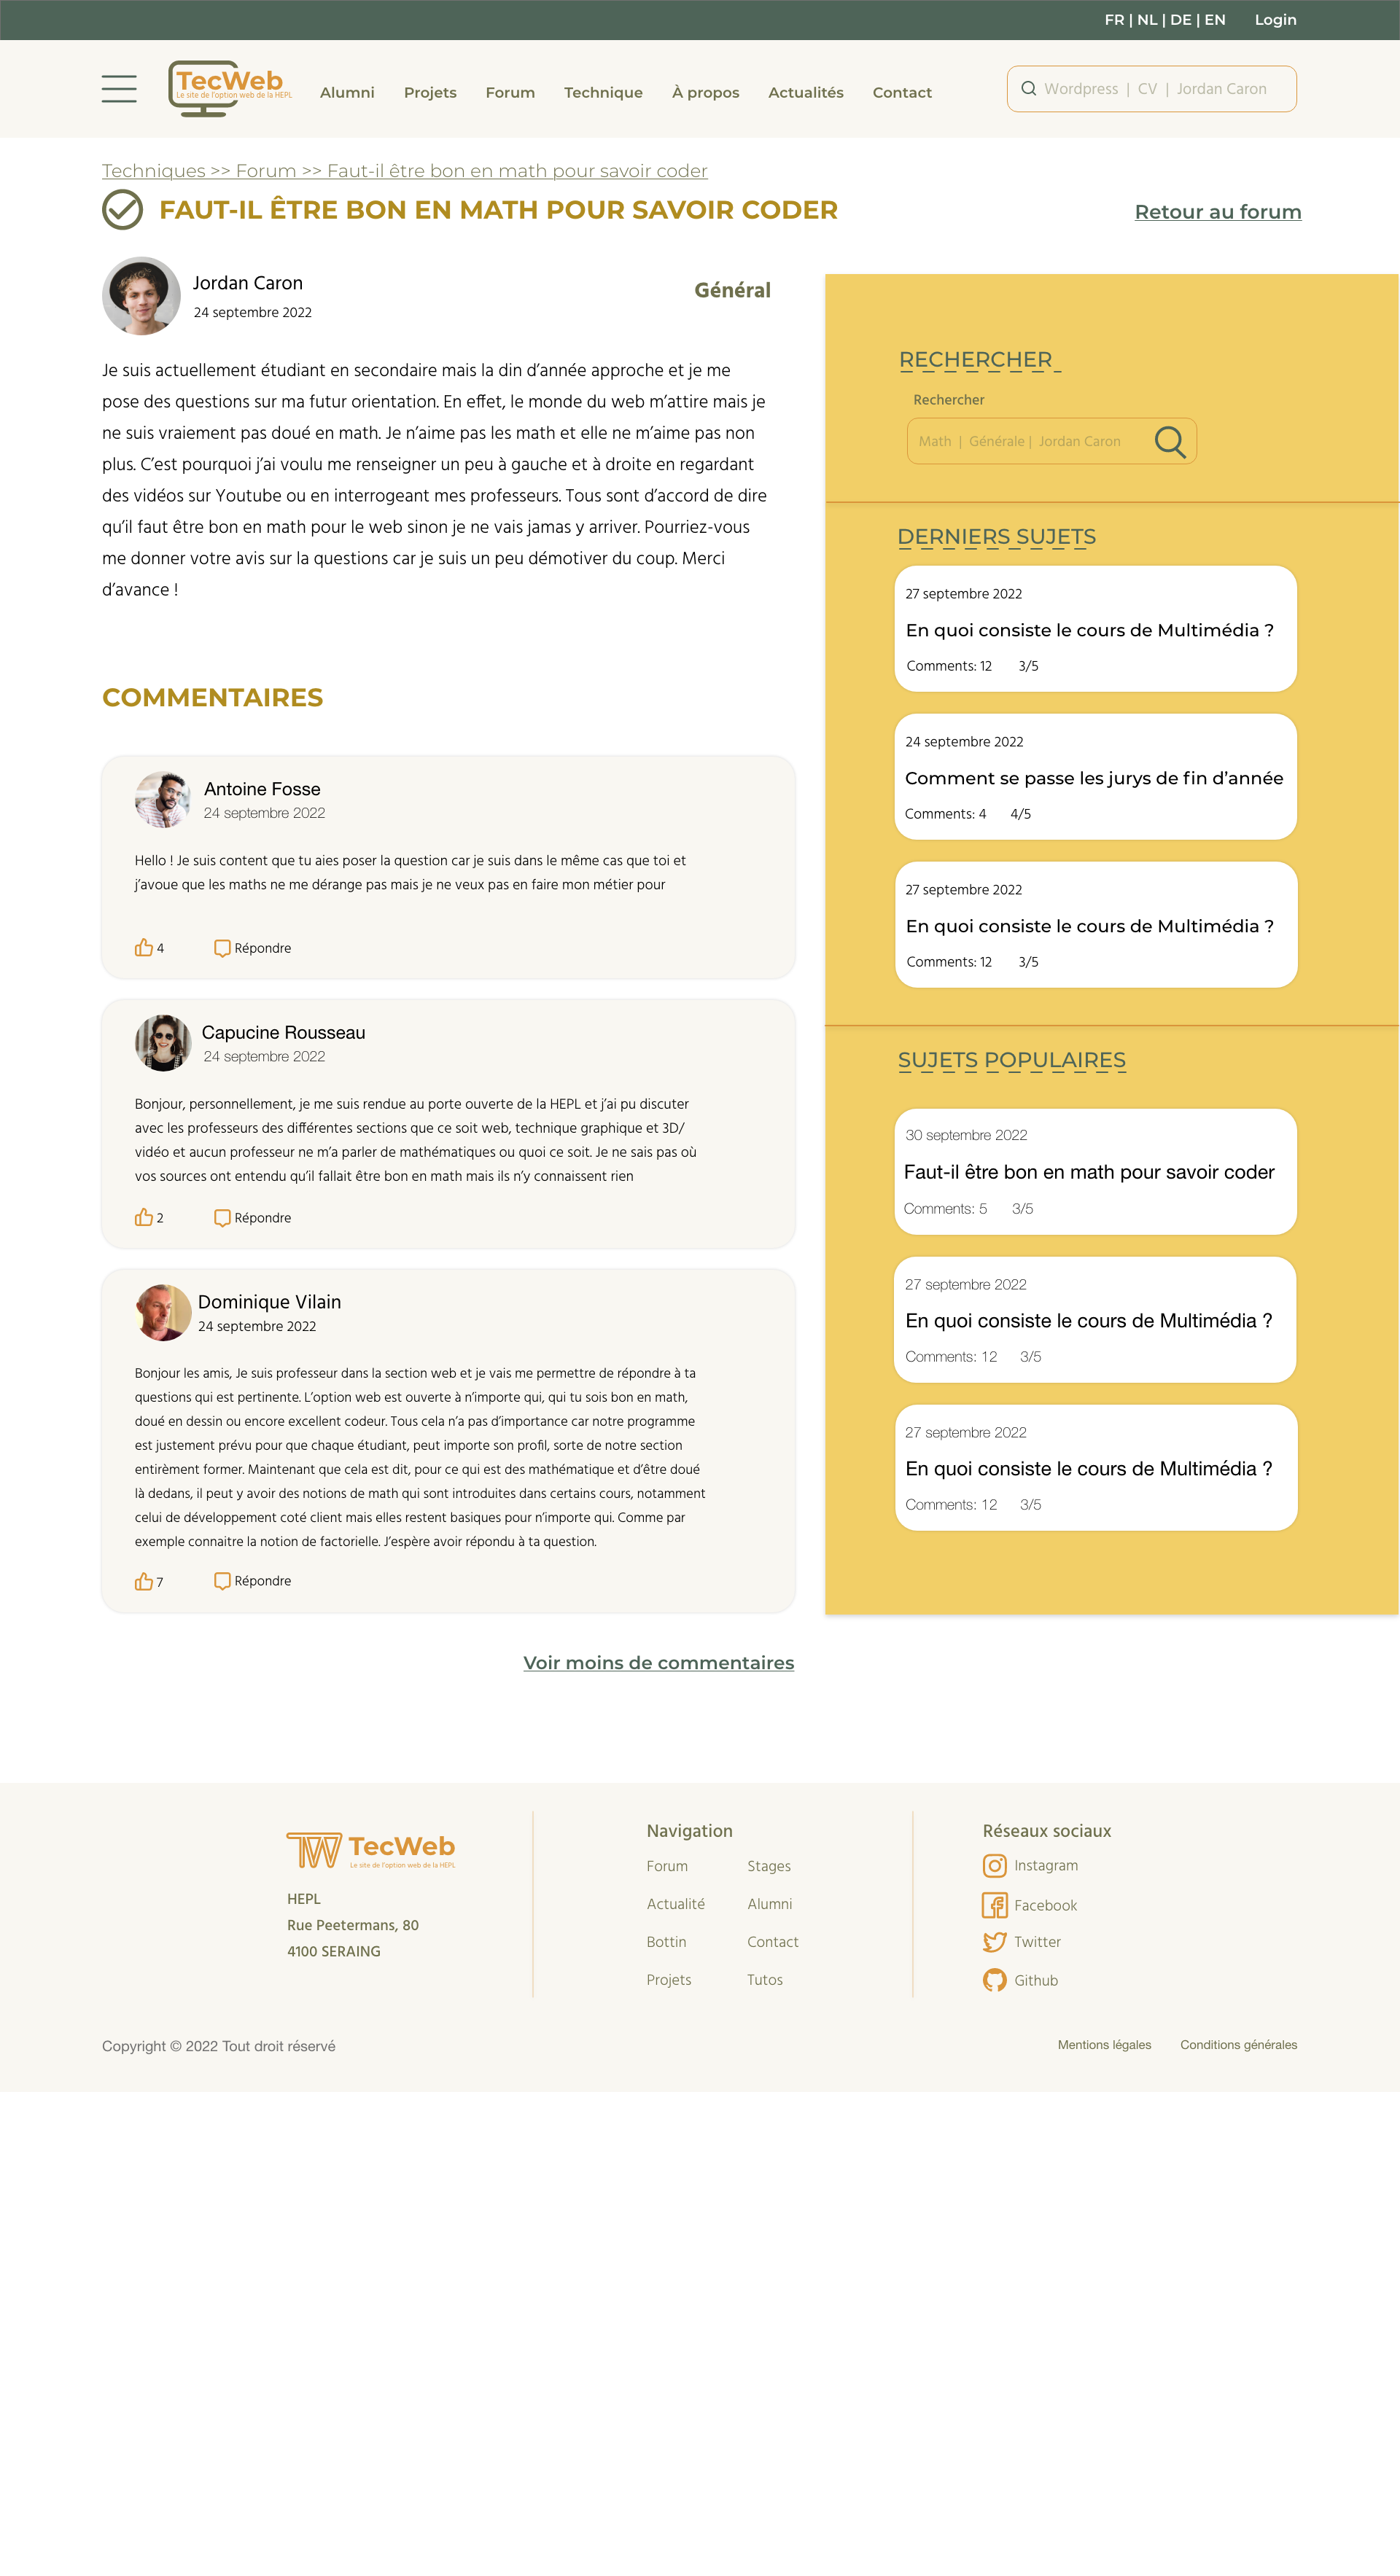 FR | NL | DE | EN Login
TecWeb
Le site de l'option web de la HEPL
Alumni Projets Forum Technique À propos Actualités Contact
Wordpress | CV | Jordan Caron
Techniques >> Forum >> Faut-il être bon en math pour savoir coder
FAUT-IL ÊTRE BON EN MATH POUR SAVOIR CODER
Retour au forum
Jordan Caron
24 septembre 2022
Général
Je suis actuellement étudiant en secondaire mais la din d’année approche et je me
pose des questions sur ma futur orientation. En effet, le monde du web m’attire mais je
ne suis vraiement pas doué en math. Je n’aime pas les math et elle ne m’aime pas non
plus. C’est pourquoi j’ai voulu me renseigner un peu à gauche et à droite en regardant
des vidéos sur Youtube ou en interrogeant mes professeurs. Tous sont d’accord de dire
qu’il faut être bon en math pour le web sinon je ne vais jamas y arriver. Pourriez-vous
me donner votre avis sur la questions car je suis un peu démotiver du coup. Merci
d’avance !
COMMENTAIRES
Antoine Fosse
24 septembre 2022
Hello ! Je suis content que tu aies poser la question car je suis dans le même cas que toi et
j’avoue que les maths ne me dérange pas mais je ne veux pas en faire mon métier pour
4 Répondre
Capucine Rousseau
24 septembre 2022
Bonjour, personnellement, je me suis rendue au porte ouverte de la HEPL et j’ai pu discuter
avec les professeurs des différentes sections que ce soit web, technique graphique et 3D/
vidéo et aucun professeur ne m’a parler de mathématiques ou quoi ce soit. Je ne sais pas où
vos sources ont entendu qu’il fallait être bon en math mais ils n’y connaissent rien
2 Répondre
Dominique Vilain
24 septembre 2022
Bonjour les amis, Je suis professeur dans la section web et je vais me permettre de répondre à ta
questions qui est pertinente. L’option web est ouverte à n’importe qui, qui tu sois bon en math,
doué en dessin ou encore excellent codeur. Tous cela n’a pas d’importance car notre programme
est justement prévu pour que chaque étudiant, peut importe son profil, sorte de notre section
entirèment former. Maintenant que cela est dit, pour ce qui est des mathématique et d’être doué
là dedans, il peut y avoir des notions de math qui sont introduites dans certains cours, notamment
celui de développement coté client mais elles restent basiques pour n’importe qui. Comme par
exemple connaitre la notion de factorielle. J’espère avoir répondu à ta question.
7 Répondre
Voir moins de commentaires
RECHERCHER
Rechercher
Math | Générale | Jordan Caron
DERNIERS SUJETS
27 septembre 2022
En quoi consiste le cours de Multimédia ?
Comments: 12 3/5
24 septembre 2022
Comment se passe les jurys de fin d’année
Comments: 4 4/5
27 septembre 2022
En quoi consiste le cours de Multimédia ?
Comments: 12 3/5
SUJETS POPULAIRES
30 septembre 2022
Faut-il être bon en math pour savoir coder
Comments: 5 3/5
27 septembre 2022
En quoi consiste le cours de Multimédia ?
Comments: 12 3/5
27 septembre 2022
En quoi consiste le cours de Multimédia ?
Comments: 12 3/5
TecWeb
Le site de l'option web de la HEPL
HEPL
Rue Peetermans, 80
4100 SERAING
Navigation
Forum Stages
Actualité Alumni
Bottin Contact
Projets Tutos
Réseaux sociaux
Instagram
Facebook
Twitter
Github
Copyright © 2022 Tout droit réservé
Mentions légales Conditions générales